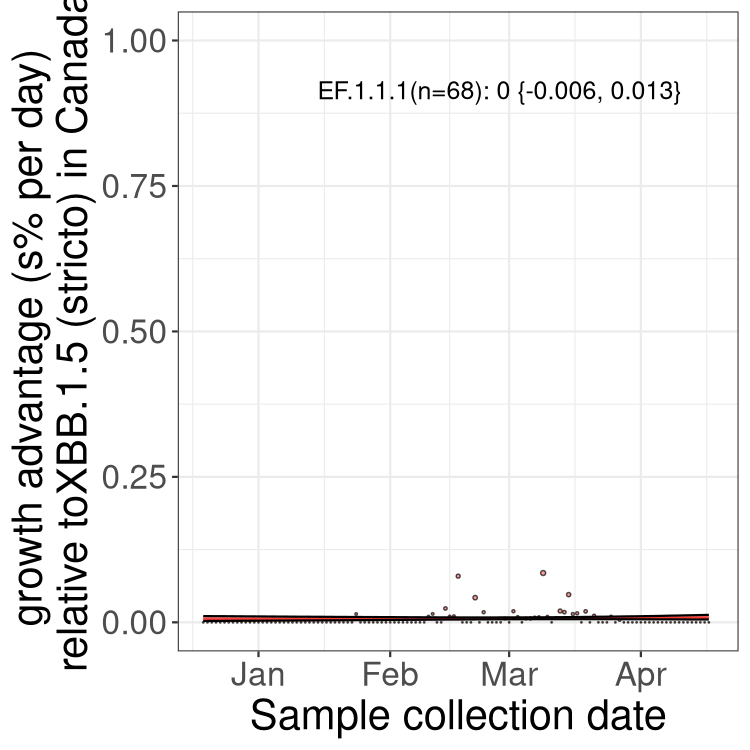 growth advantage (s% per day)
relative toXBB.1.5 (stricto) in Canada
1.00
0.75
0.50
0.25
0.00
EF.1.1.1(n=68): 0 {-0.006, 0.013}
Jan Feb Mar Apr
Sample collection date